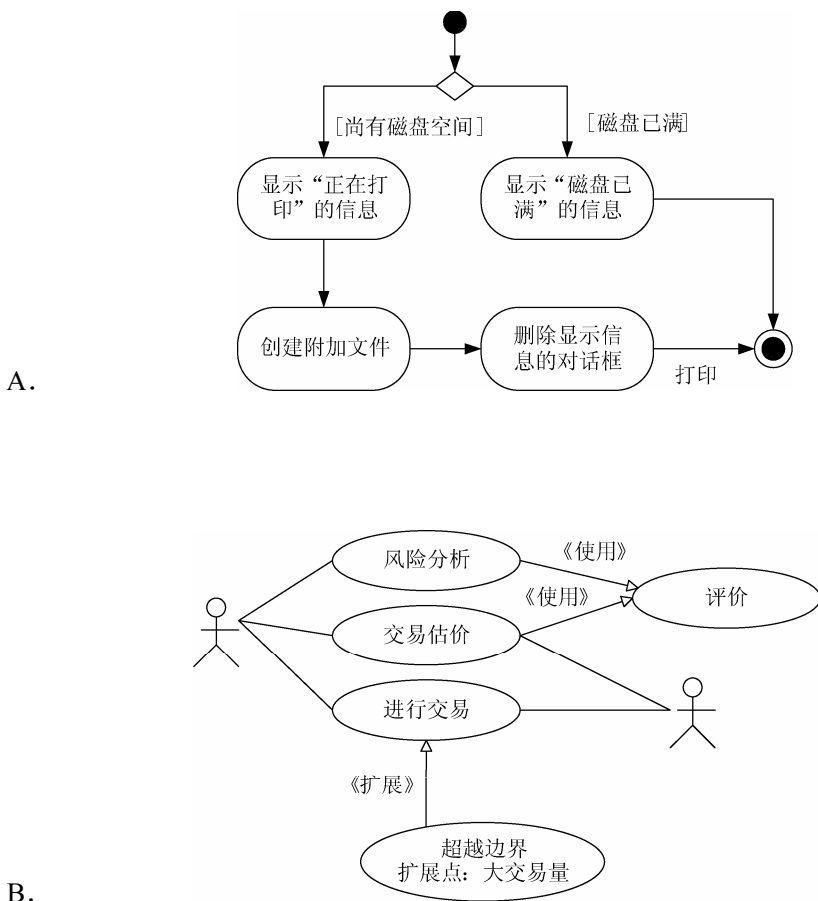 [尚有磁盘空间]
[磁盘已满]
显示“正在打
印”的信息
显示“磁盘已
满”的信息
创建附加文件
删除显示信
息的对话框
打印
A.
风险分析
《使用》
《使用》
评价
交易估价
进行交易
《扩展》
超越边界
扩展点：大交易量
B.